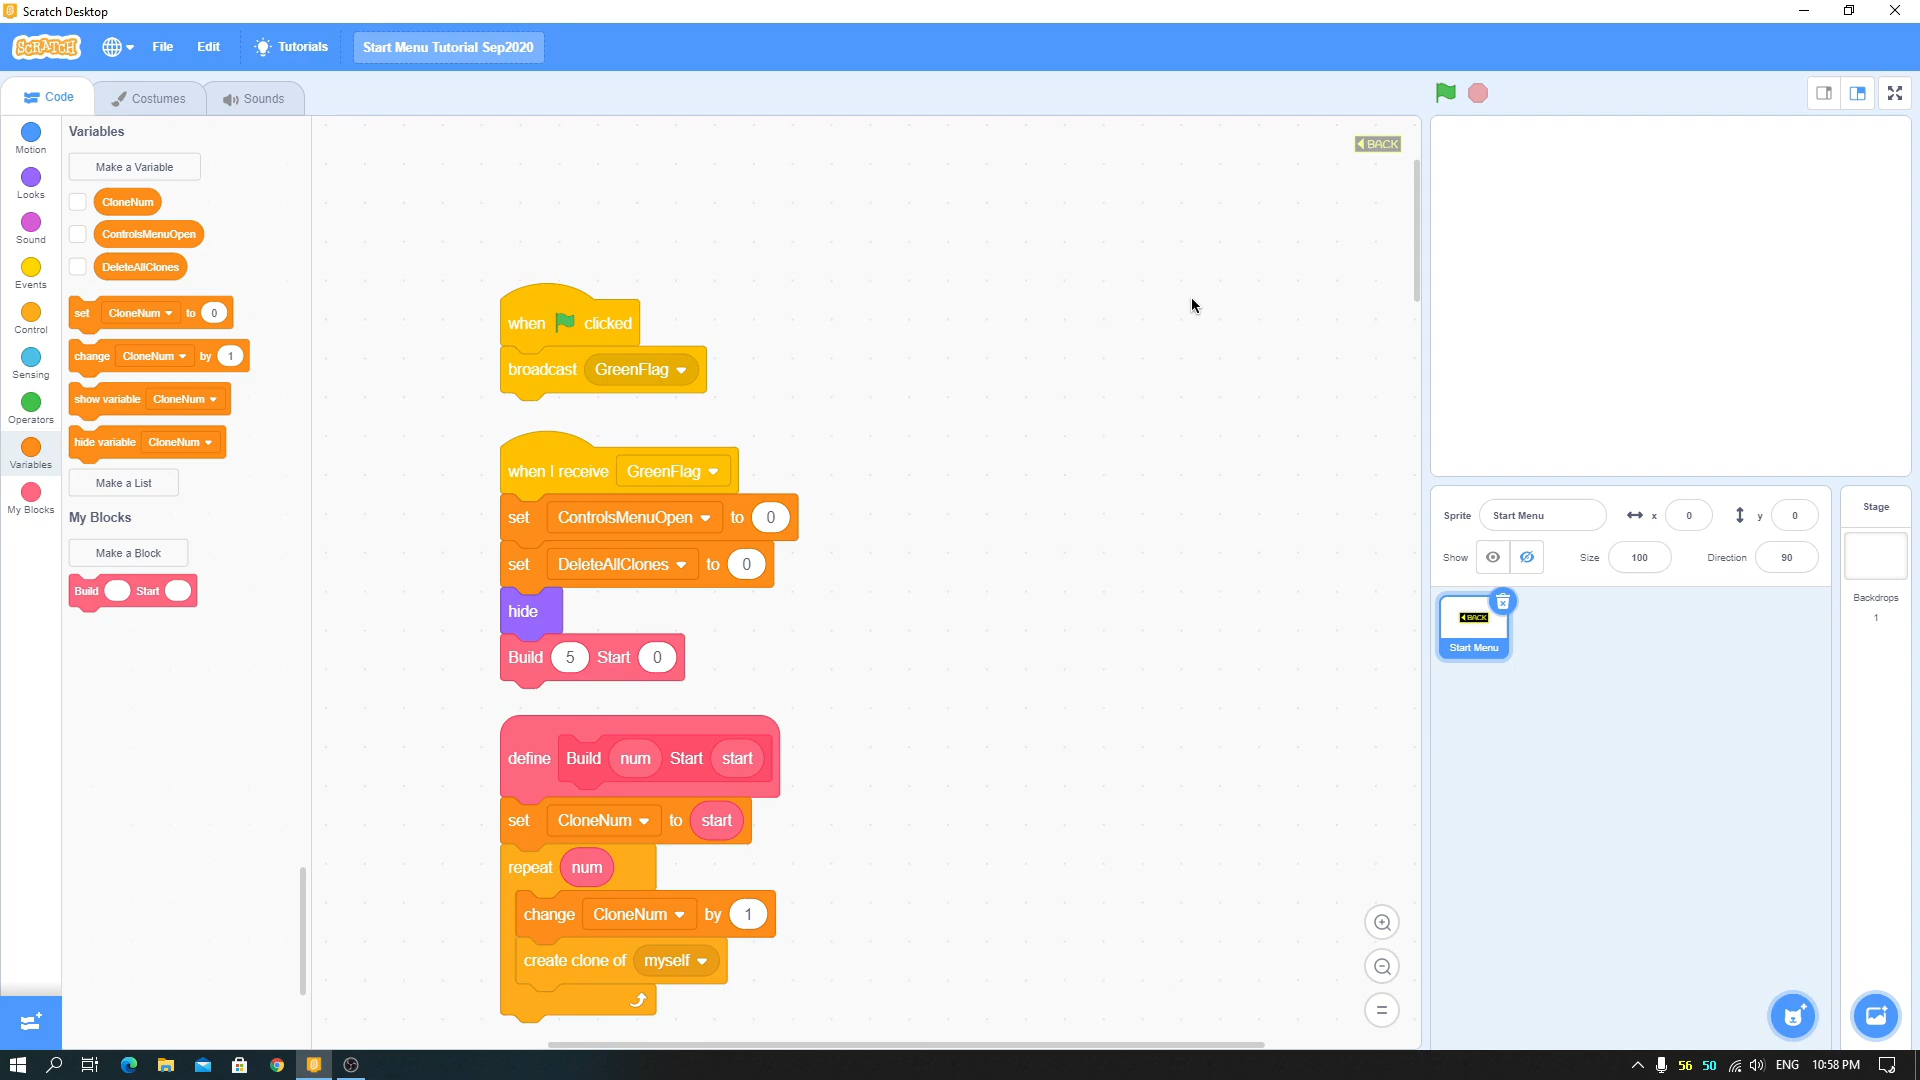 Scratch Desktop
SCRATCH File Edit Tutorials Start Menu Tutorial Sep2020
Code Costumes Sounds
Motion
Looks
Sound
Events
Control
Sensing
Operators
Variables
My Blocks
Variables
Make a Variable
CloneNum
ControlsMenuOpen
DeleteAllClones
set CloneNum to 0
change CloneNum by 1
show variable CloneNum
hide variable CloneNum
Make a List
My Blocks
Make a Block
Build Start
BACK
when clicked
broadcast GreenFlag
when I receive GreenFlag
set ControlsMenuOpen to 0
set DeleteAllClones to 0
hide
Build 5 Start 0
define Build num Start start
set CloneNum to start
repeat num
change CloneNum by 1
create clone of myself
Sprite Start Menu x 0 y 0
Show Size 100 Direction 90
BACK
Start Menu
Stage
Backdrops
1
56 50 ENG 10:58 PM